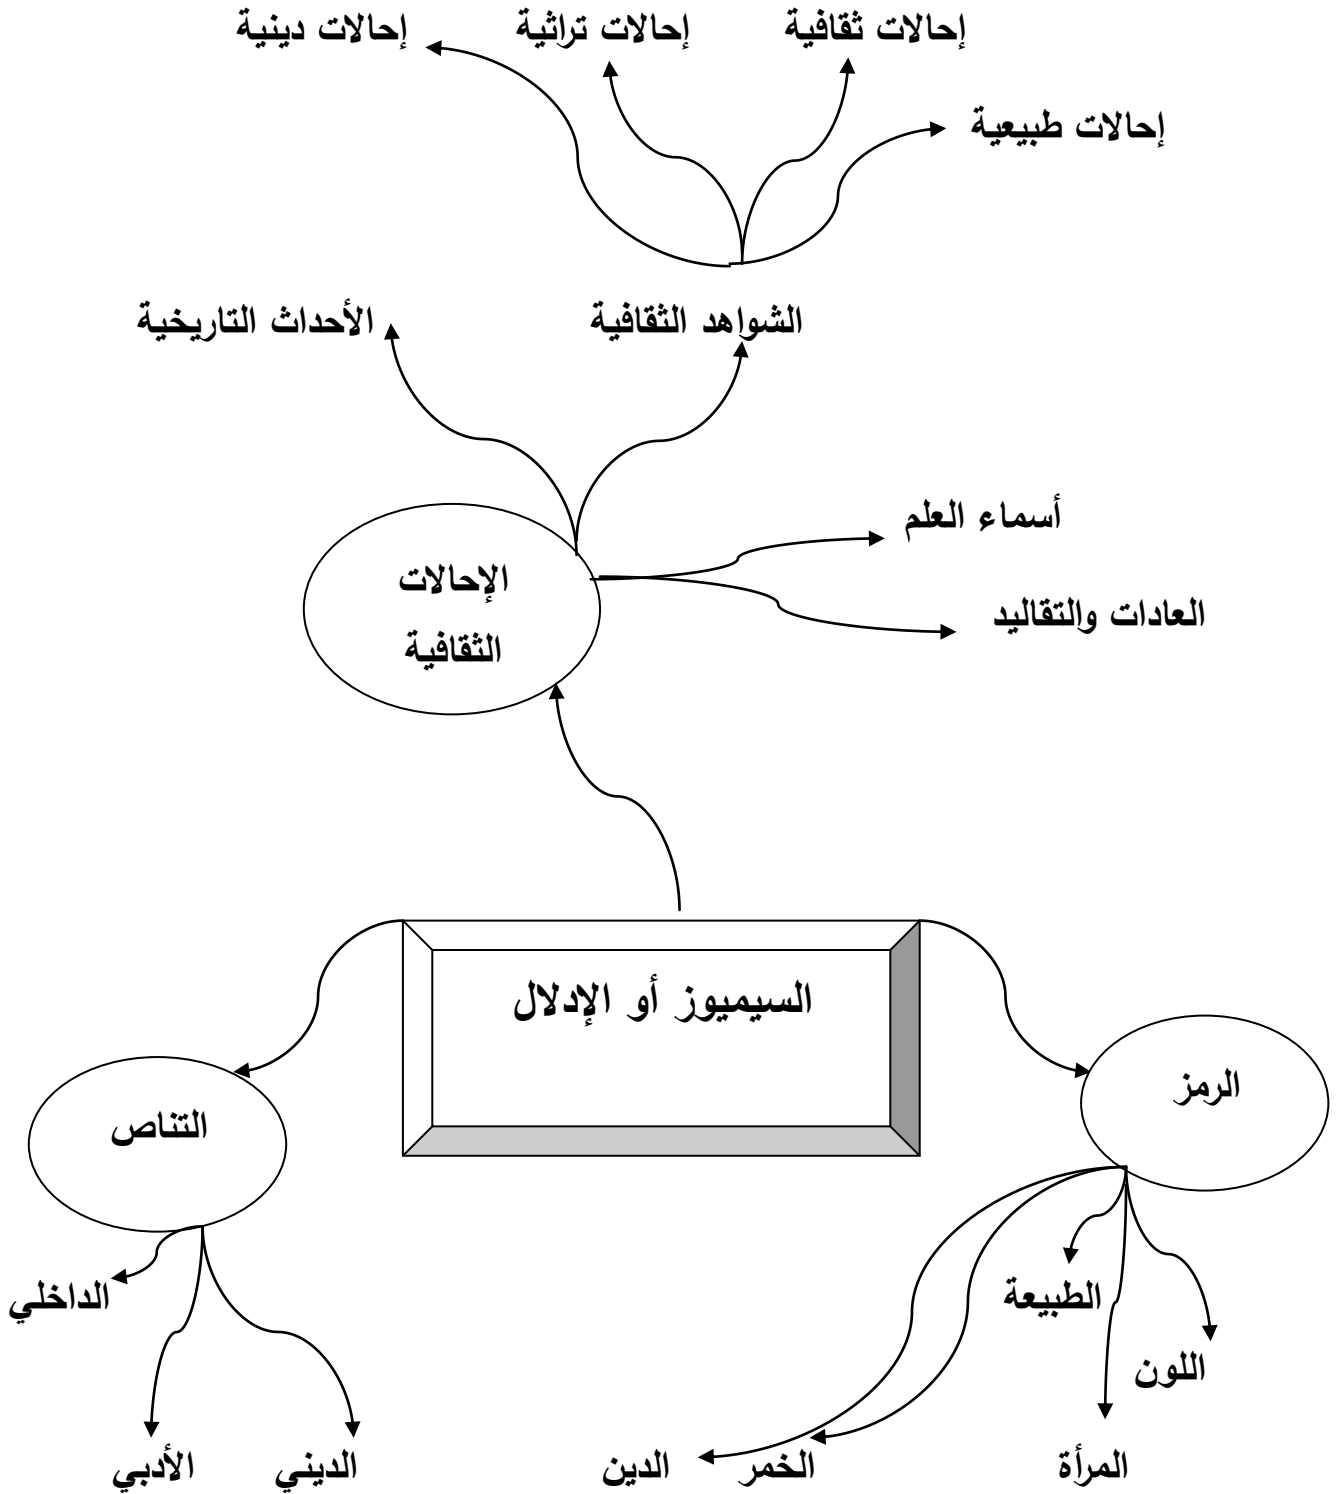 إحالات ثقافية
إحالات تراثية
إحالات دينية
إحالات طبيعية
الشواهد الثقافية
الأحداث التاريخية
أسماء العلم
الإحالات
الثقافية
العادات والتقاليد
السيميوز أو الإدلال
الرمز
التناص
الطبيعة
الداخلي
اللون
المرأة
الخمر
الدين
الديني
الأدبي